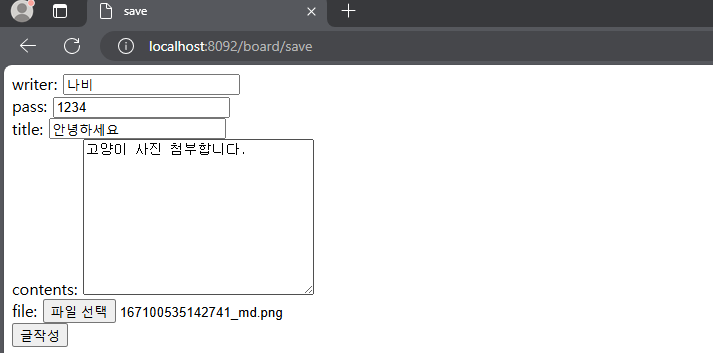 save
localhost:8092/board/save
writer: 나비
pass: 1234
title: 안녕하세요
고양이 사진 첨부합니다.
contents:
file: 파일 선택 167100535142741_md.png
글작성